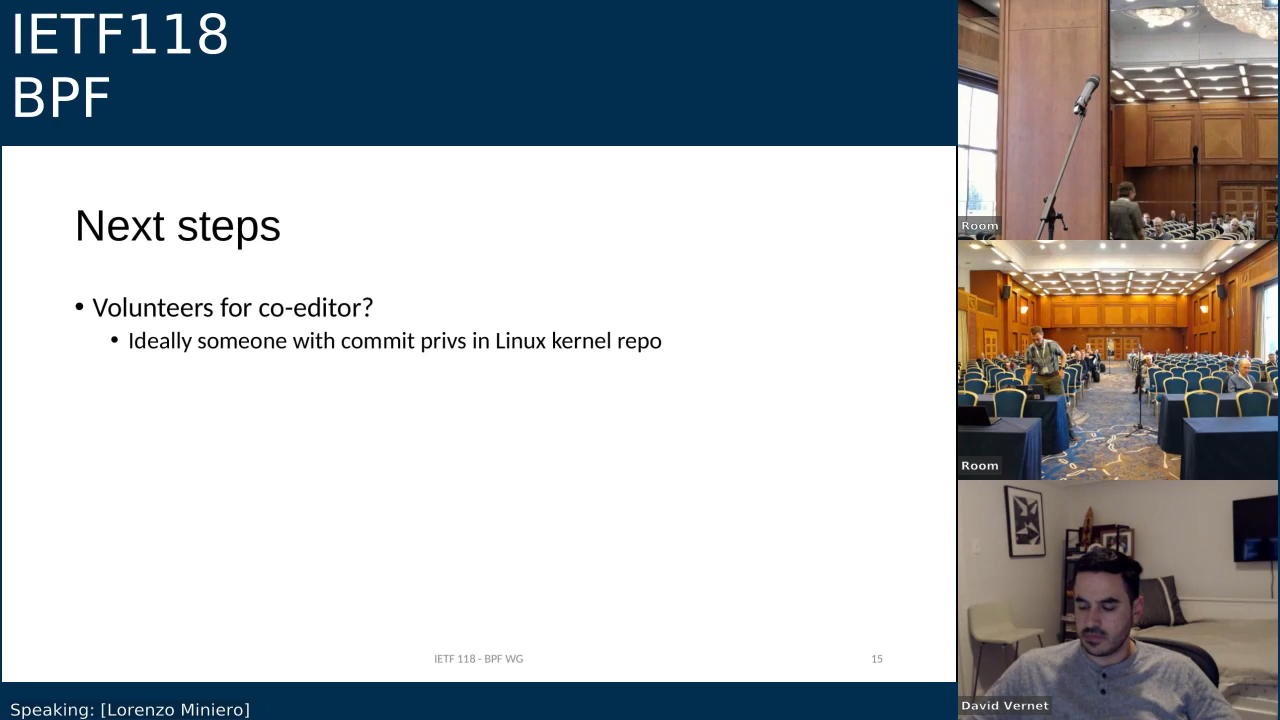 IETF118
BPF
Next steps
• Volunteers for co-editor?
• Ideally someone with commit privs in Linux kernel repo
IETF 118 - BPF WG
15
Speaking: [Lorenzo Miniero]
Room
Room
David Vernet